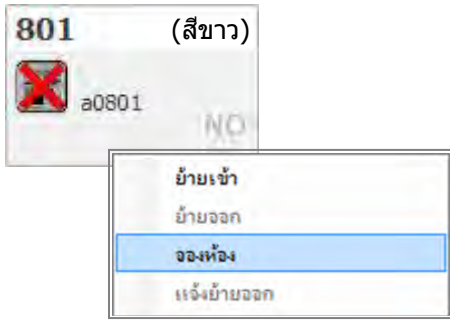 801 (สีขาว)
a0801
NO
ย้ายเข้า
ย้ายออก
จองห้อง
แจ้งย้ายออก